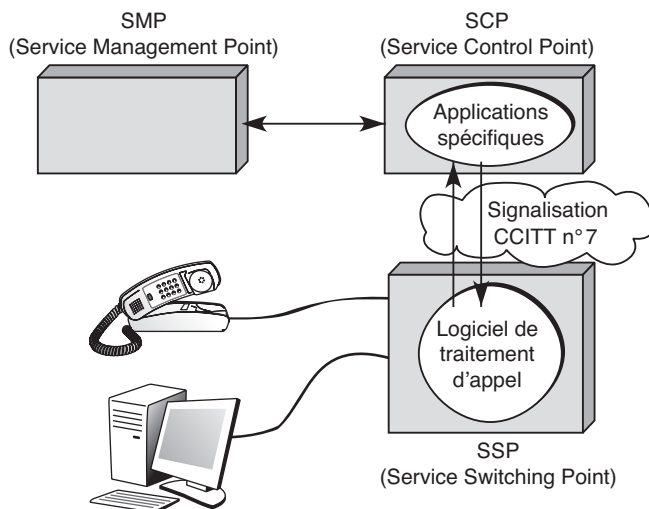 SMP
(Service Management Point)
SCP
(Service Control Point)
Applications
spécifiques
Signalisation
CCITT n° 7
Logiciel de
traitement
d'appel
SSP
(Service Switching Point)